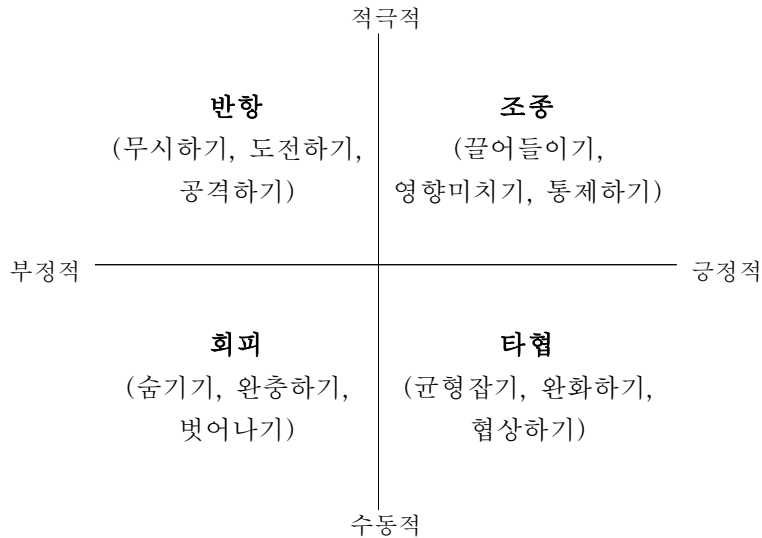 적극적
반항
(무시하기, 도전하기,
공격하기)
조종
(끌어들이기,
영향미치기, 통제하기)
부정적
긍정적
회피
(숨기기, 완충하기,
벗어나기)
타협
(균형잡기, 완화하기,
협상하기)
수동적